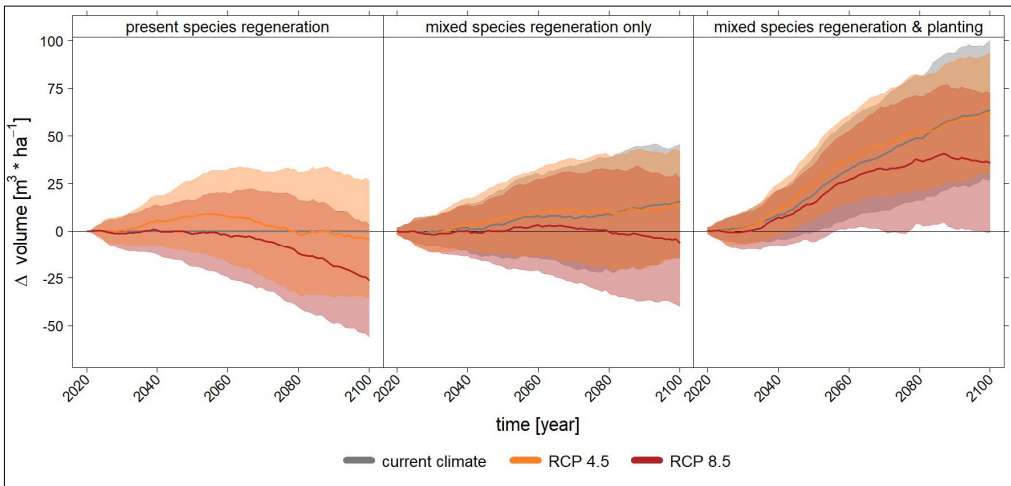 present species regeneration
mixed species regeneration only
mixed species regeneration & planting
Δ volume [m³ * ha⁻¹]
100
75
50
25
0
-25
-50
2020
2040
2060
2080
2100
2020
2040
2060
2080
2100
2020
2040
2060
2080
2100
time [year]
current climate
RCP 4.5
RCP 8.5